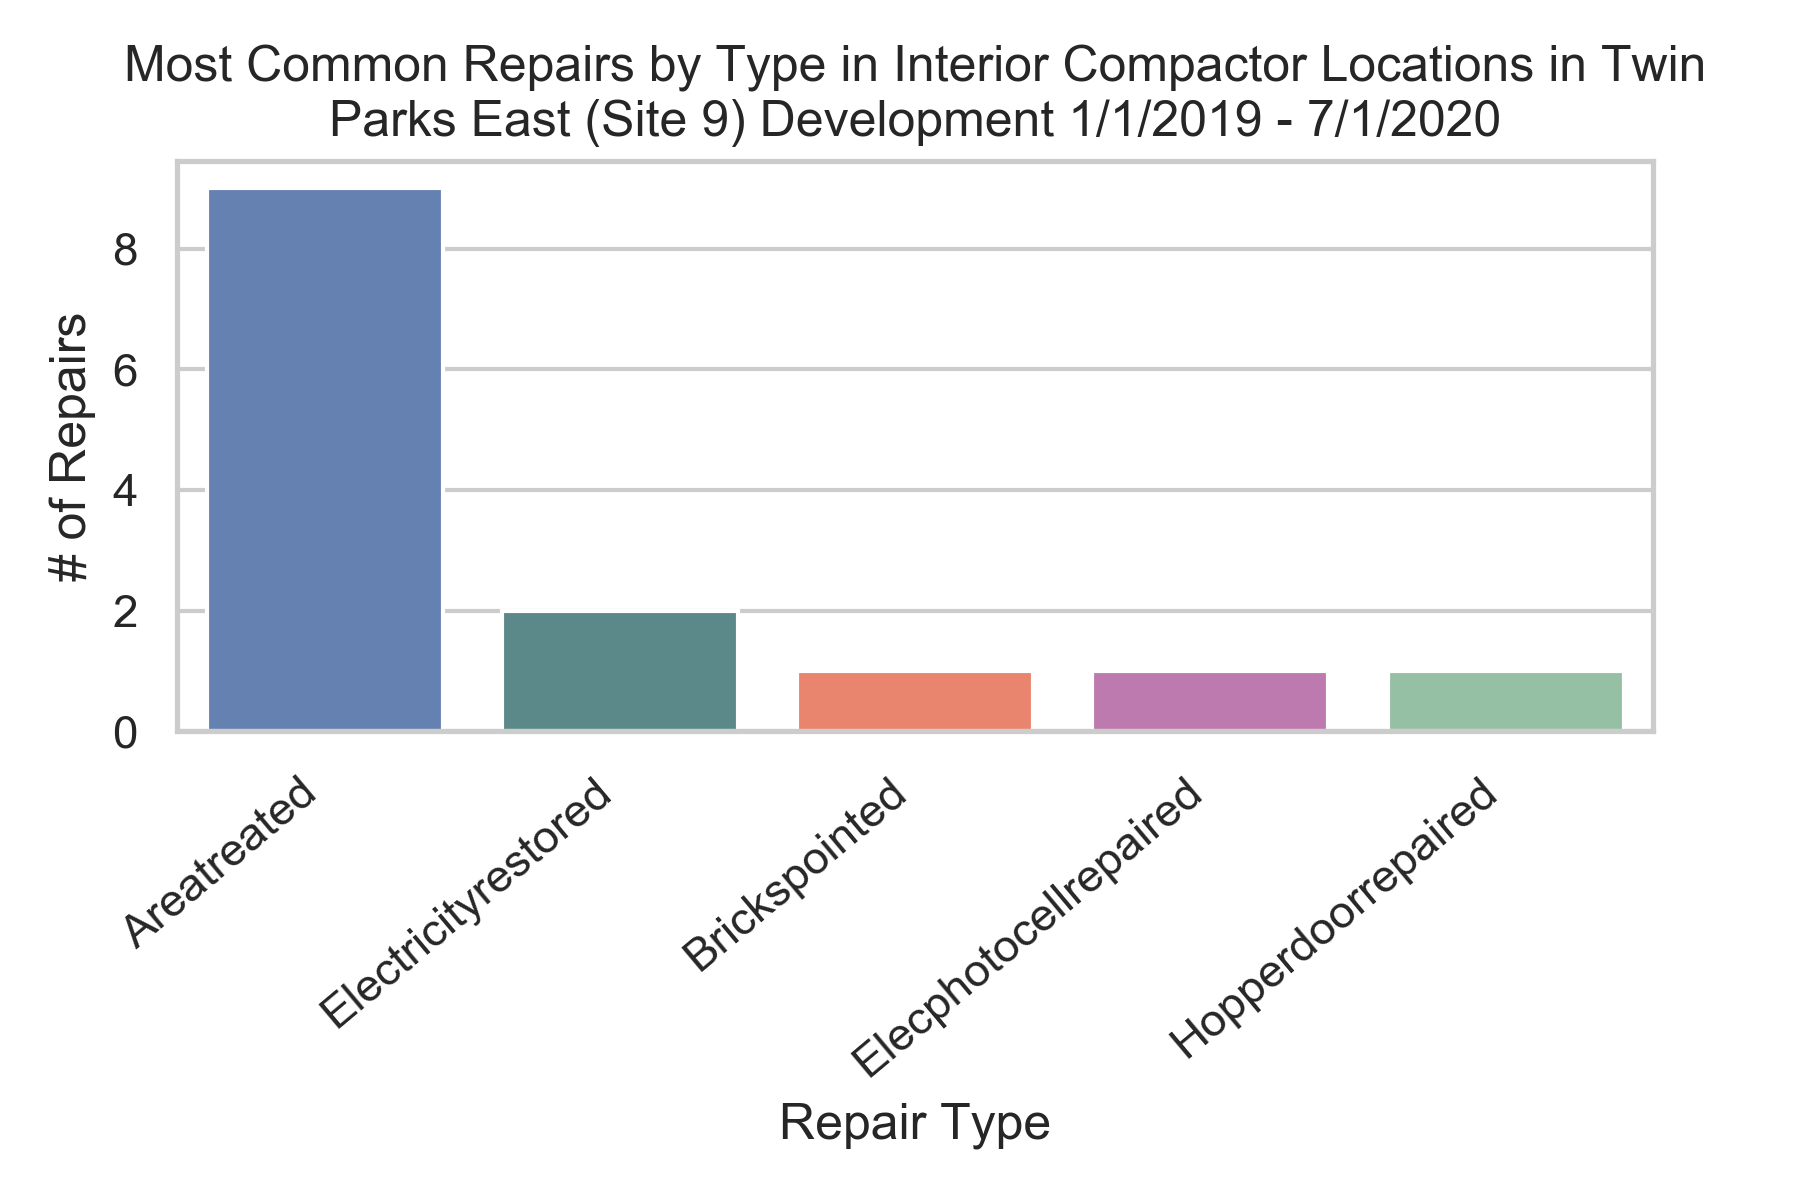 Most Common Repairs by Type in Interior Compactor Locations in Twin
Parks East (Site 9) Development 1/1/2019 - 7/1/2020
# of Repairs
8
6
4
2
0
Areatreated
Electricityrestored
Brickspointed
Elecphotocellrepaired
Hopperdoorrepaired
Repair Type